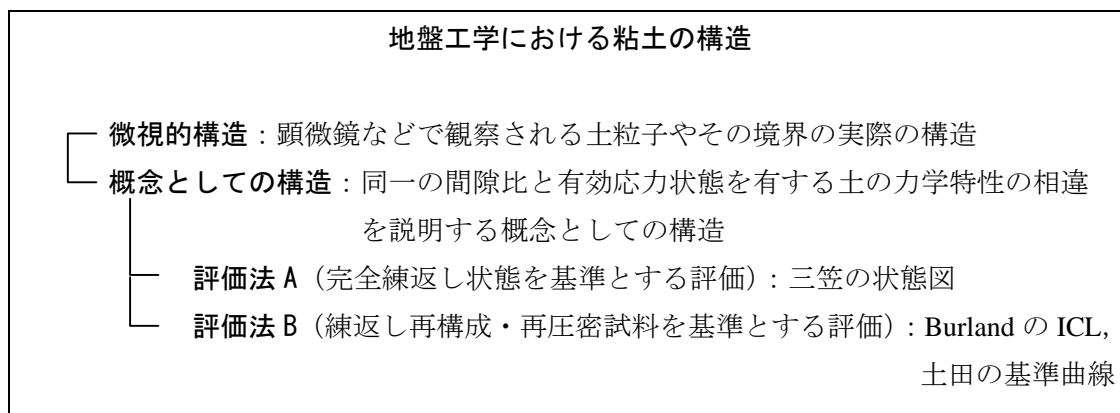 地盤工学における粘土の構造
微視的構造：顕微鏡などで観察される土粒子やその境界の実際の構造
概念としての構造：同一の間隙比と有効応力状態を有する土の力学特性の相違
を説明する概念としての構造
評価法 A（完全練返し状態を基準とする評価）：三笠の状態図
評価法 B（練返し再構成・再圧密試料を基準とする評価）：Burland の ICL,
土田の基準曲線